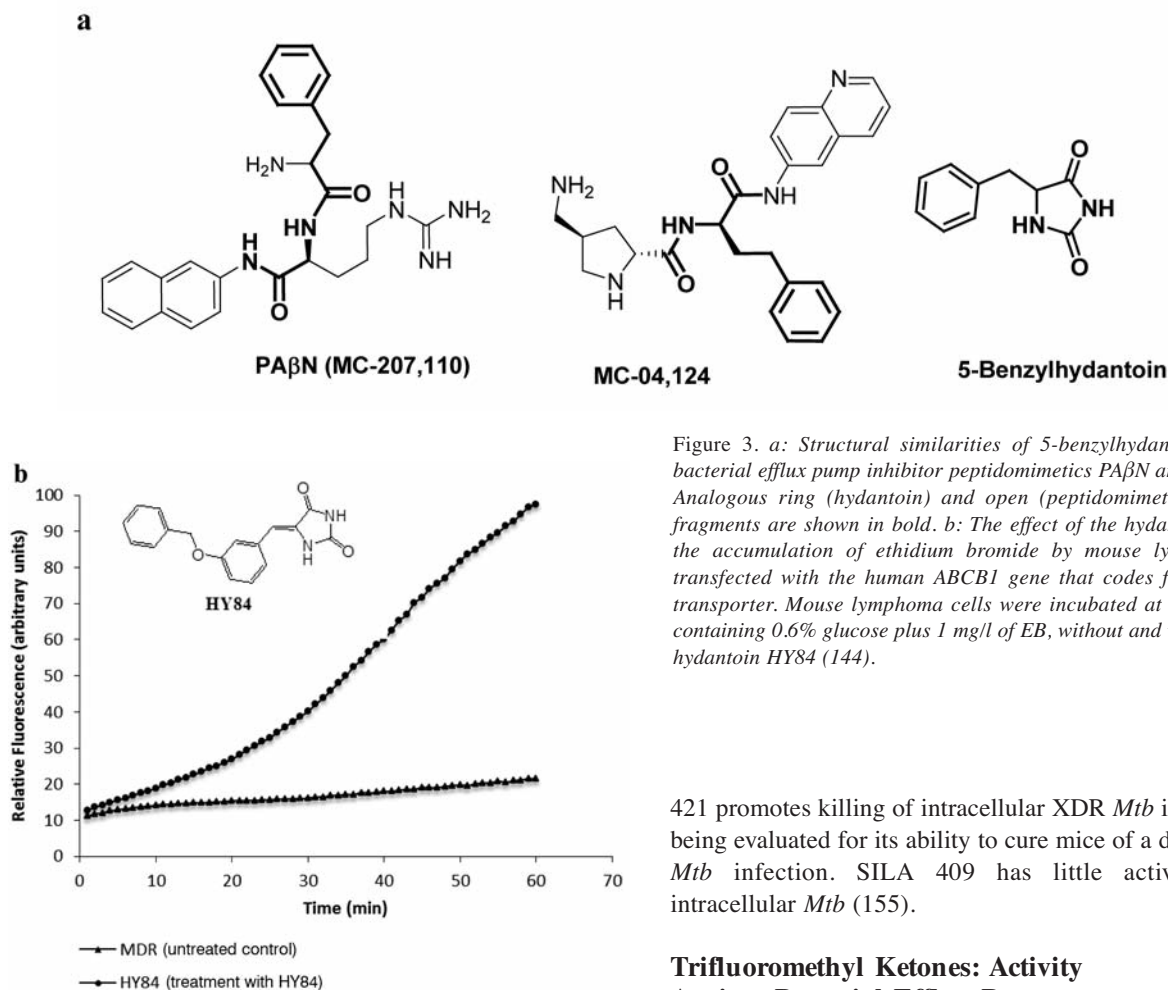 a
H2N
O
HN
H
N
NH2
NH
H
N
O
PAβN (MC-207,110)
N
NH2
O
NH
H
N
O
N
H
MC-04,124
O
NH
HN
O
5-Benzylhydantoin
Figure 3. a: Structural similarities of 5-benzylhydan
bacterial efflux pump inhibitor peptidomimetics PAβN a
Analogous ring (hydantoin) and open (peptidomimet
fragments are shown in bold. b: The effect of the hyda
the accumulation of ethidium bromide by mouse ly
transfected with the human ABCB1 gene that codes f
transporter. Mouse lymphoma cells were incubated at
containing 0.6% glucose plus 1 mg/l of EB, without and
hydantoin HY84 (144).
b
Relative Fluorescence (arbitrary units)
100
90
80
70
60
50
40
30
20
10
0
O
NH
N
H
O
O
HY84
0 10 20 30 40 50 60 70
Time (min)
MDR (untreated control)
HY84 (treatment with HY84)
421 promotes killing of intracellular XDR Mtb i
being evaluated for its ability to cure mice of a d
Mtb infection. SILA 409 has little activ
intracellular Mtb (155).
Trifluoromethyl Ketones: Activity